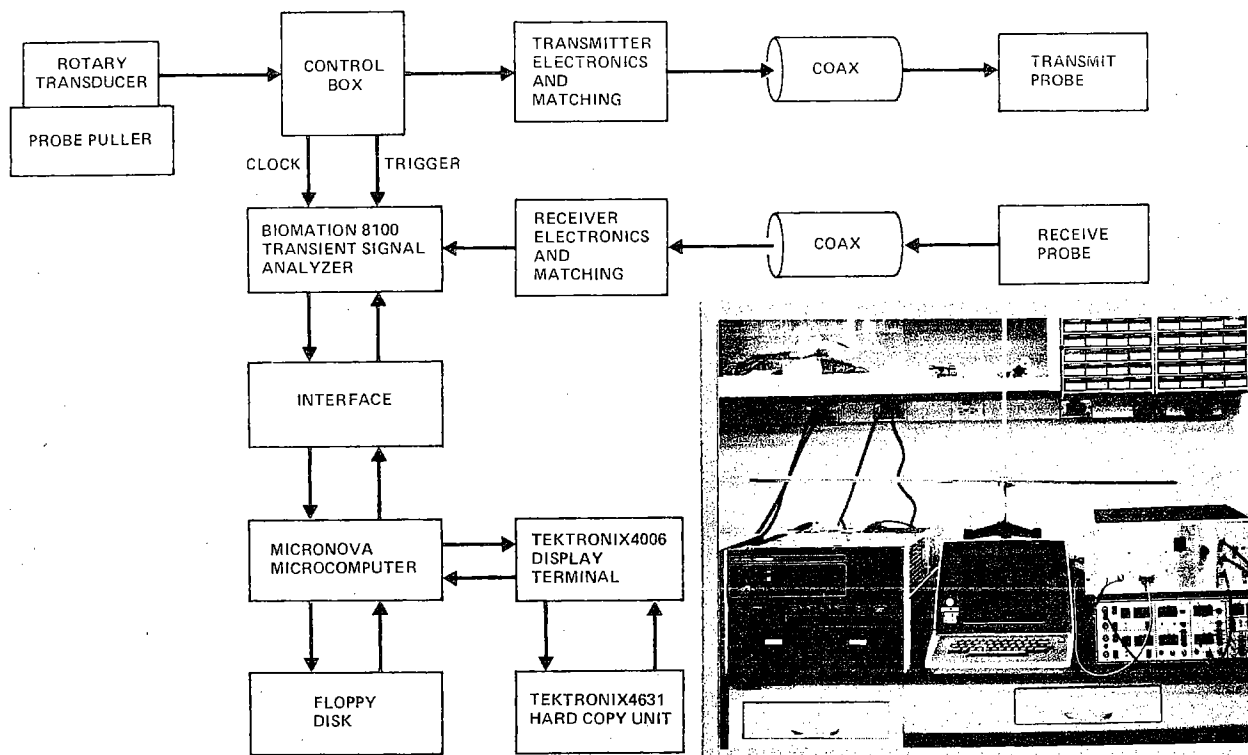 ROTARY
TRANSDUCER
PROBE PULLER
CONTROL
BOX
TRANSMITTER
ELECTRONICS
AND
MATCHING
COAX
TRANSMIT
PROBE
CLOCK
TRIGGER
BIOMATION 8100
TRANSIENT SIGNAL
ANALYZER
RECEIVER
ELECTRONICS
AND
MATCHING
COAX
RECEIVE
PROBE
INTERFACE
MICRONOVA
MICROCOMPUTER
TEKTRONIX4006
DISPLAY
TERMINAL
FLOPPY
DISK
TEKTRONIX4631
HARD COPY UNIT